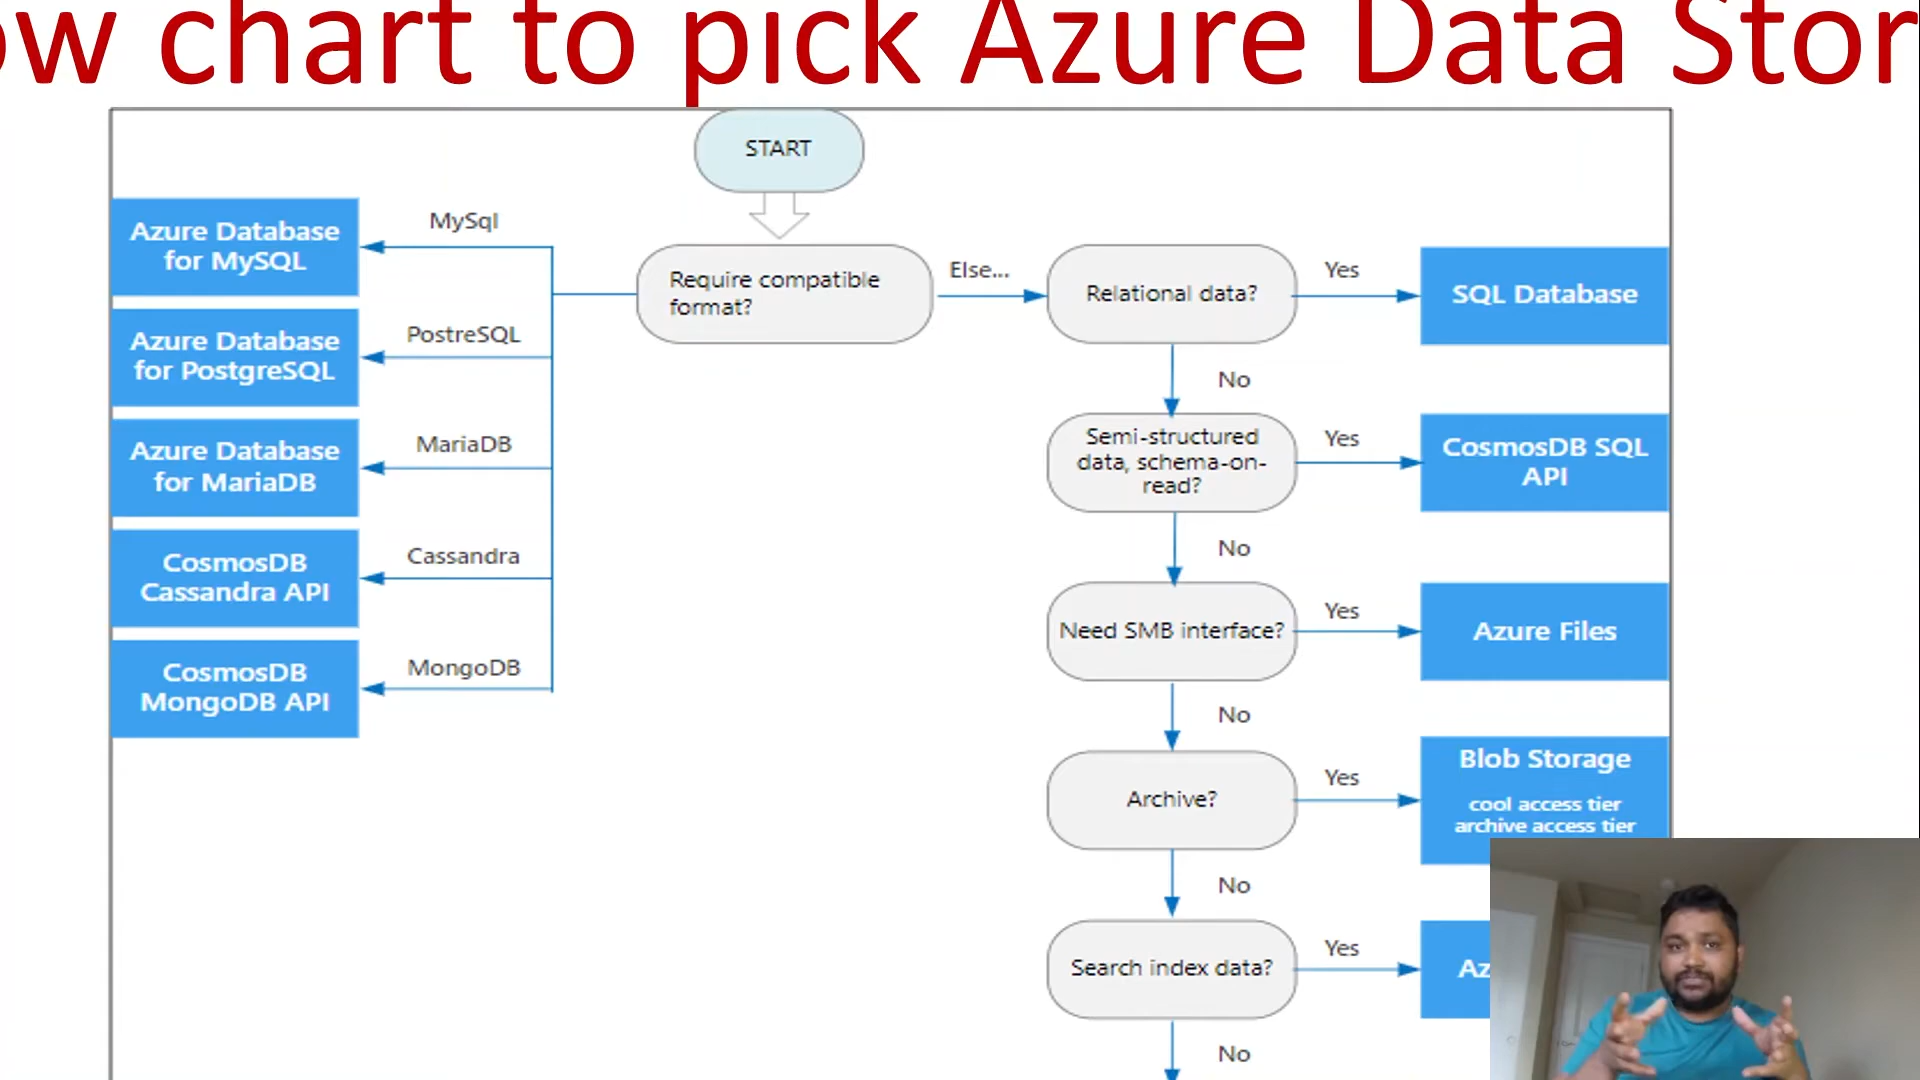 ow chart to pick Azure Data Stor
START
MySql
Azure Database
for MySQL
Require compatible
format?
Else...
Relational data?
Yes
SQL Database
PostreSQL
Azure Database
for PostgreSQL
No
MariaDB
Azure Database
for MariaDB
Semi-structured
data, schema-on-
read?
Yes
CosmosDB SQL
API
Cassandra
CosmosDB
Cassandra API
No
Need SMB interface?
Yes
Azure Files
MongoDB
CosmosDB
MongoDB API
No
Archive?
Yes
Blob Storage
cool access tier
archive access tier
No
Search index data?
Yes
Az
No